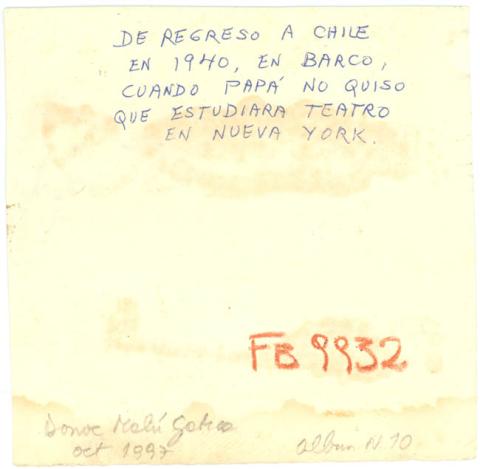 DE REGRESO A CHILE
EN 1940, EN BARCO,
CUANDO PAPÁ NO QUISO
QUE ESTUDIARA TEATRO
EN NUEVA YORK.
FB 9932
Donac Malú Gatica
oct 1997
album N. 10